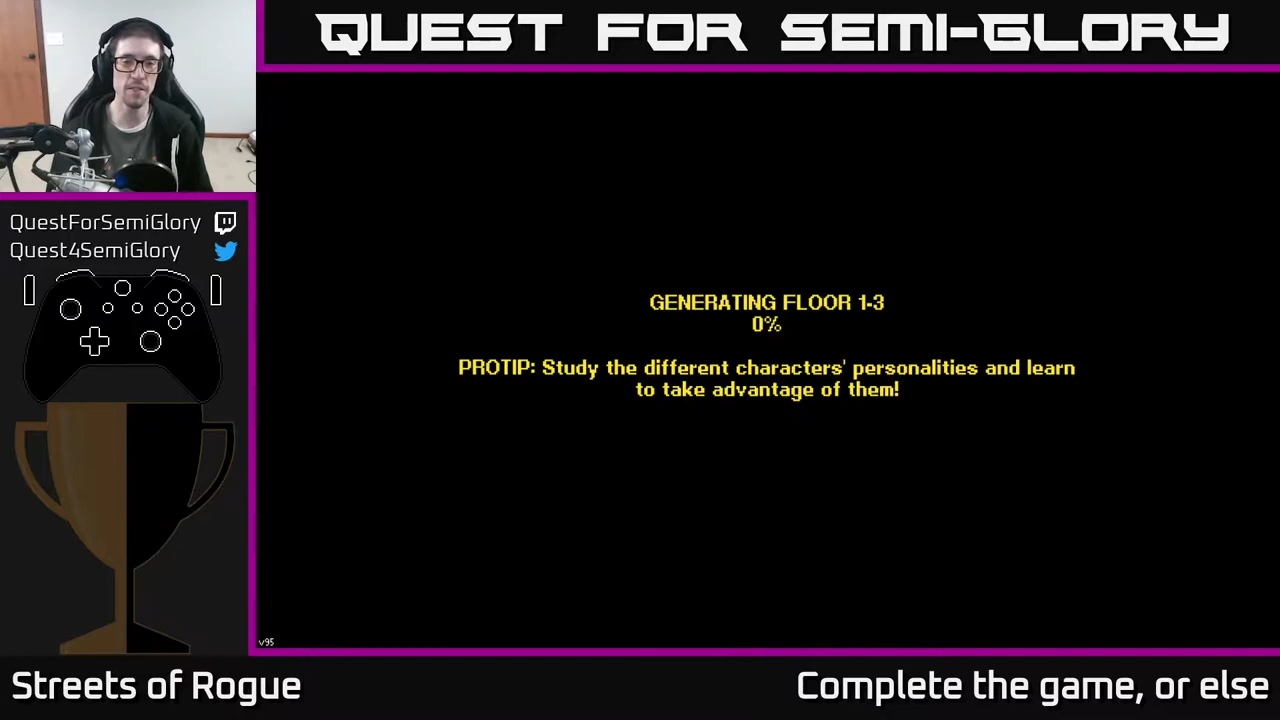 QUEST FOR SEMI-GLORY
QuestForSemiGlory
Quest4SemiGlory
GENERATING FLOOR 1-3
0%
PROTIP: Study the different characters' personalities and learn
to take advantage of them!
v95
Streets of Rogue
Complete the game, or else